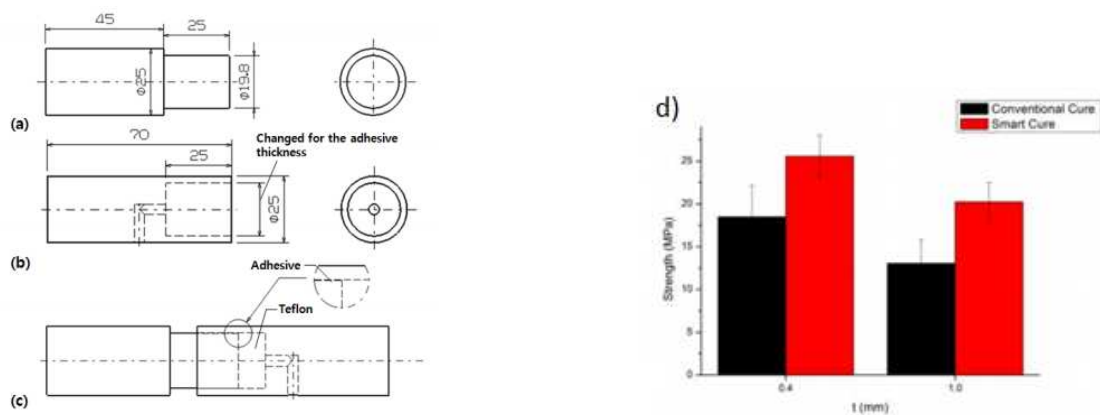 45
25
φ25
φ19.8
(a)
70
Changed for the adhesive
thickness
25
φ25
(b)
Adhesive
Teflon
(c)
d)
Conventional Cure
Smart Cure
Strength (MPa)
25
20
15
10
5
0
0.4
1.0
t (mm)